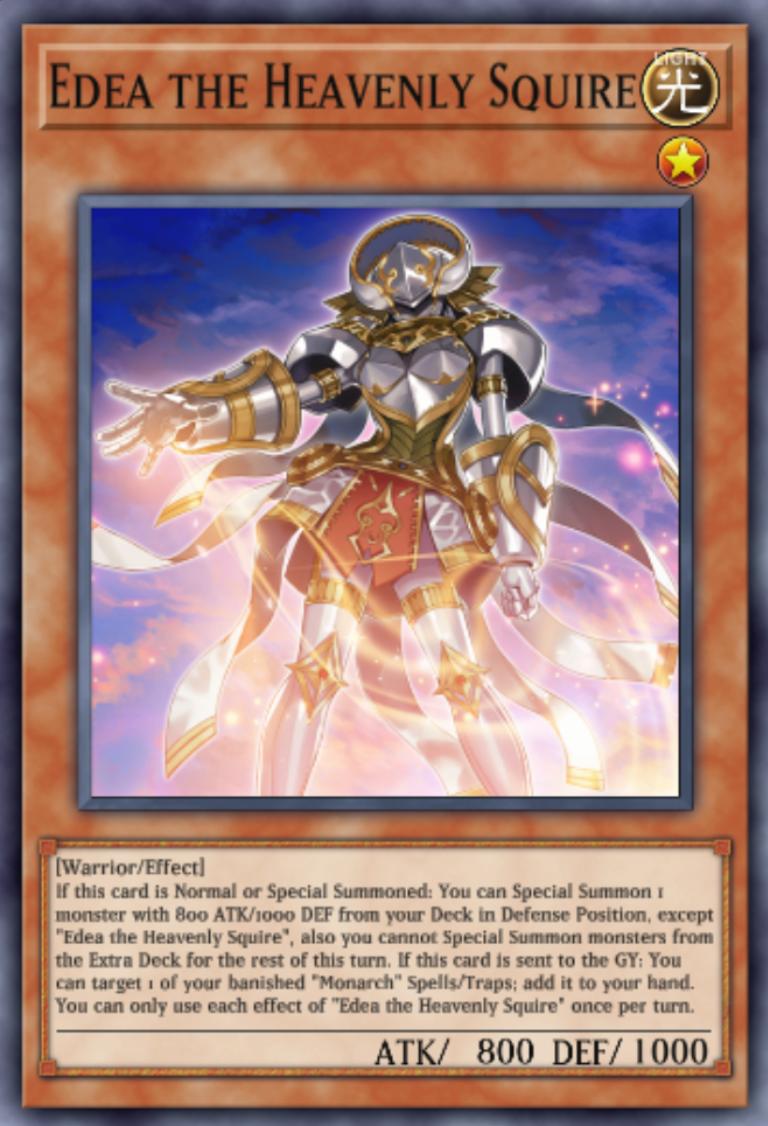 EDEA THE HEAVENLY SQUIRE
LIGHT
光
[Warrior/Effect]
If this card is Normal or Special Summoned: You can Special Summon 1
monster with 800 ATK/1000 DEF from your Deck in Defense Position, except
"Edea the Heavenly Squire", also you cannot Special Summon monsters from
the Extra Deck for the rest of this turn. If this card is sent to the GY: You
can target 1 of your banished "Monarch" Spells/Traps; add it to your hand.
You can only use each effect of "Edea the Heavenly Squire" once per turn.
ATK/ 800 DEF/ 1000